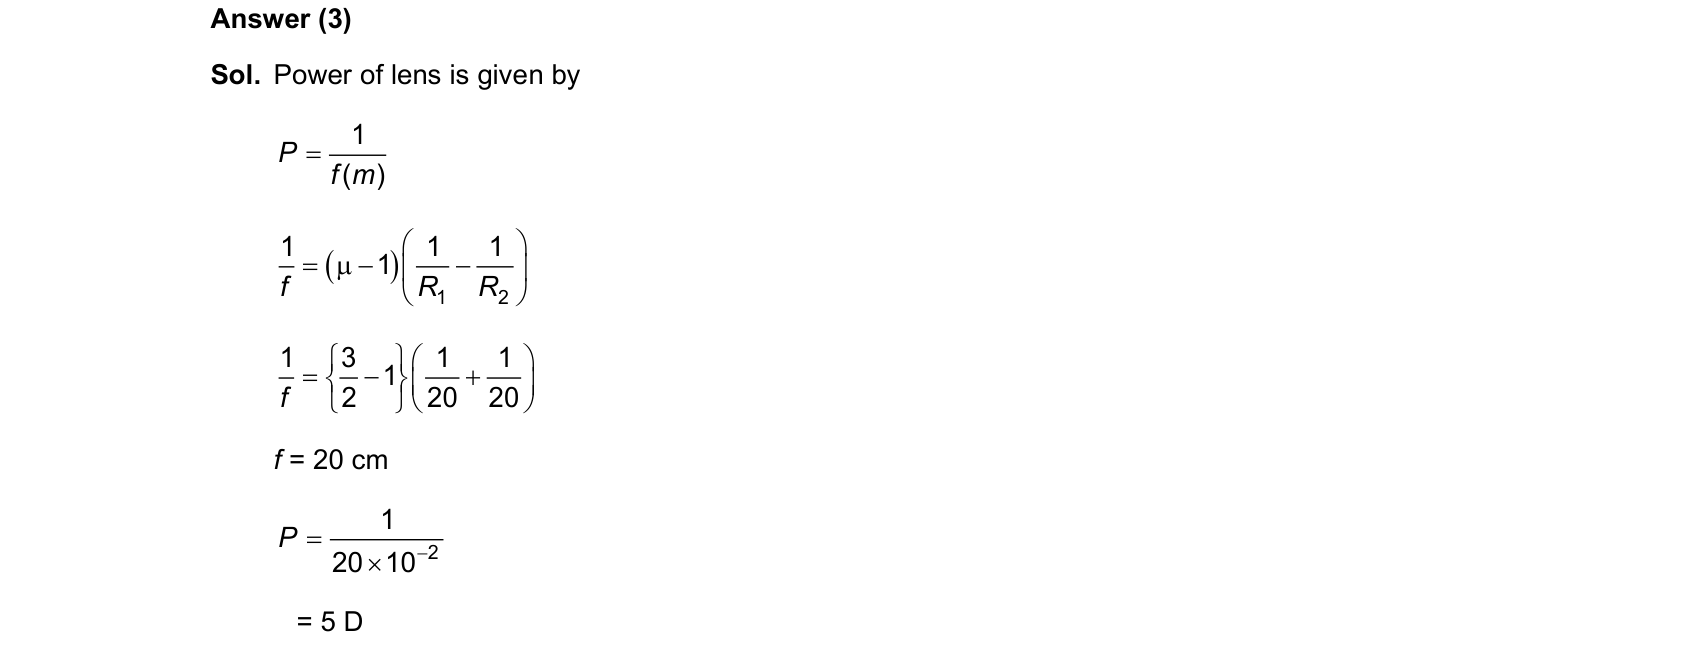 Answer (3)
Sol. Power of lens is given by
P = 1/f(m)
1/f = (μ – 1)(1/R₁ – 1/R₂)
1/f = {3/2 – 1}(1/20 + 1/20)
f = 20 cm
P = 1/(20 × 10⁻²)
= 5 D